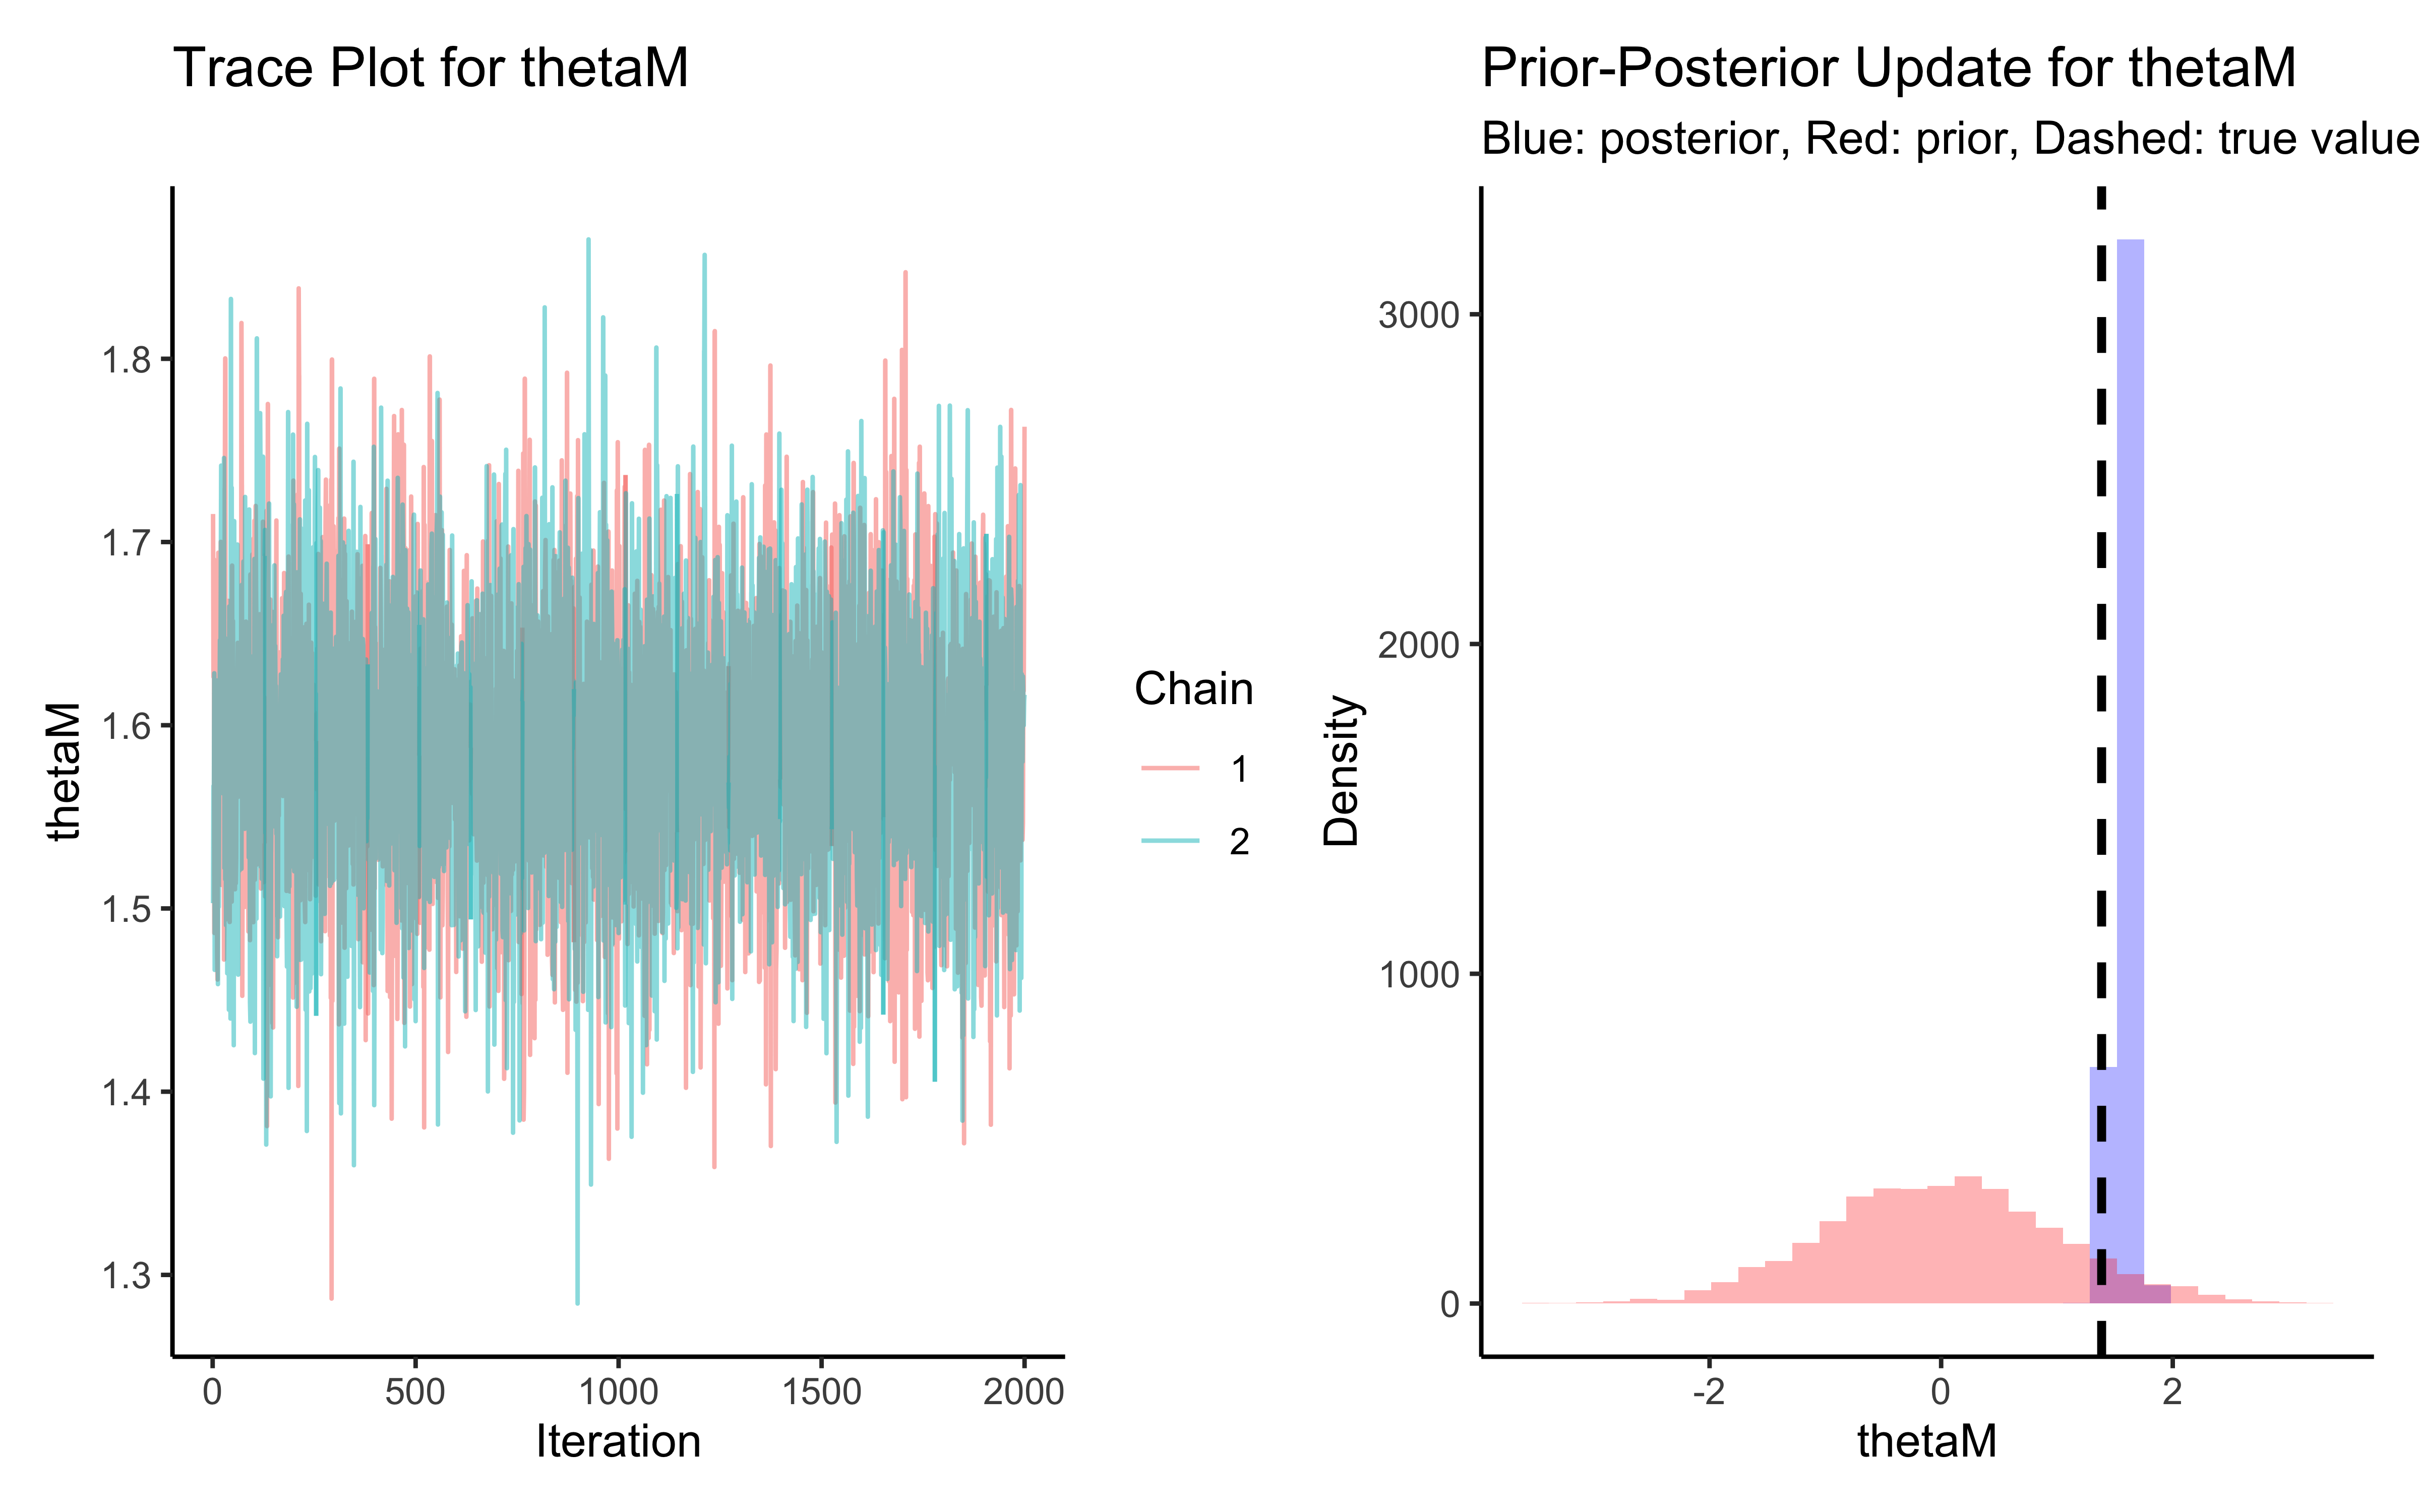 Trace Plot for thetaM
thetaM
1.8
1.7
1.6
1.5
1.4
1.3
0
500
1000
1500
2000
Iteration
Chain
1
2
Prior-Posterior Update for thetaM
Blue: posterior, Red: prior, Dashed: true value
Density
3000
2000
1000
0
-2
0
2
thetaM